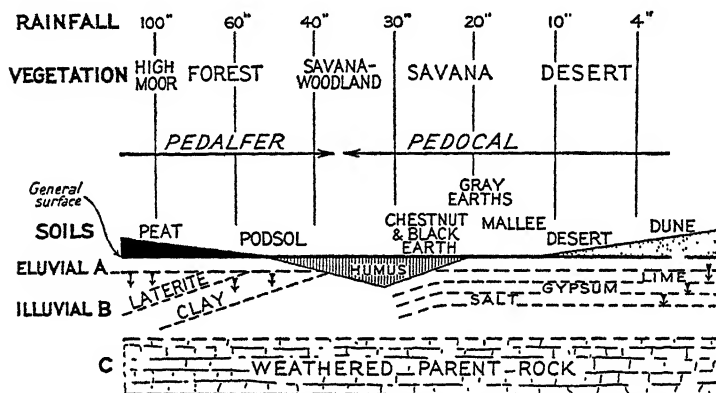 RAINFALL 100" 60" 40" 30" 20" 10" 4"
VEGETATION HIGH MOOR FOREST SAVANA-WOODLAND SAVANA DESERT
PEDALFER PEDOCAL
General surface
GRAY EARTHS
SOILS PEAT PODSOL CHESTNUT & BLACK EARTH MALLEE DESERT DUNE
ELUVIAL A HUMUS LIME
LATERITE GYPSUM
ILLUVIAL B CLAY SALT
C WEATHERED PARENT ROCK